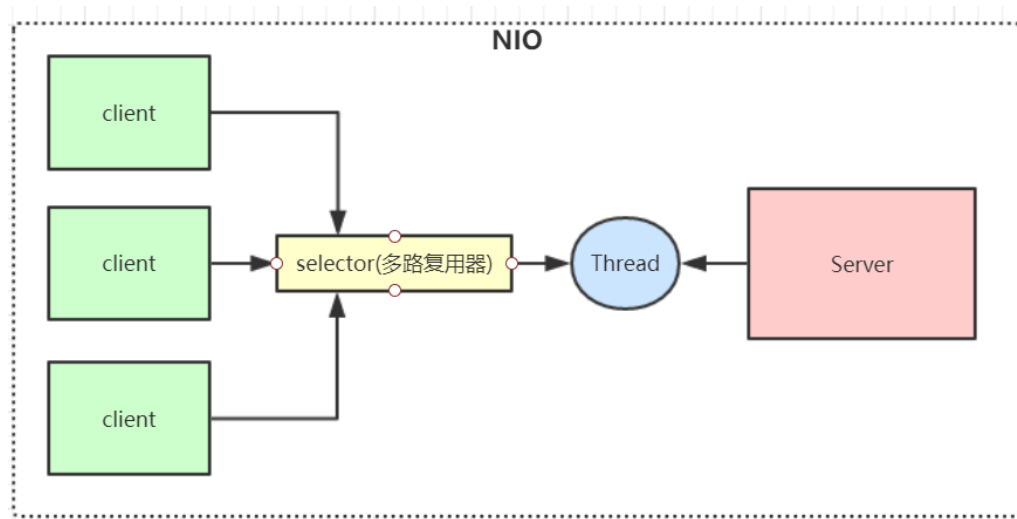 NIO
client
client
selector(多路复用器)
Thread
Server
client